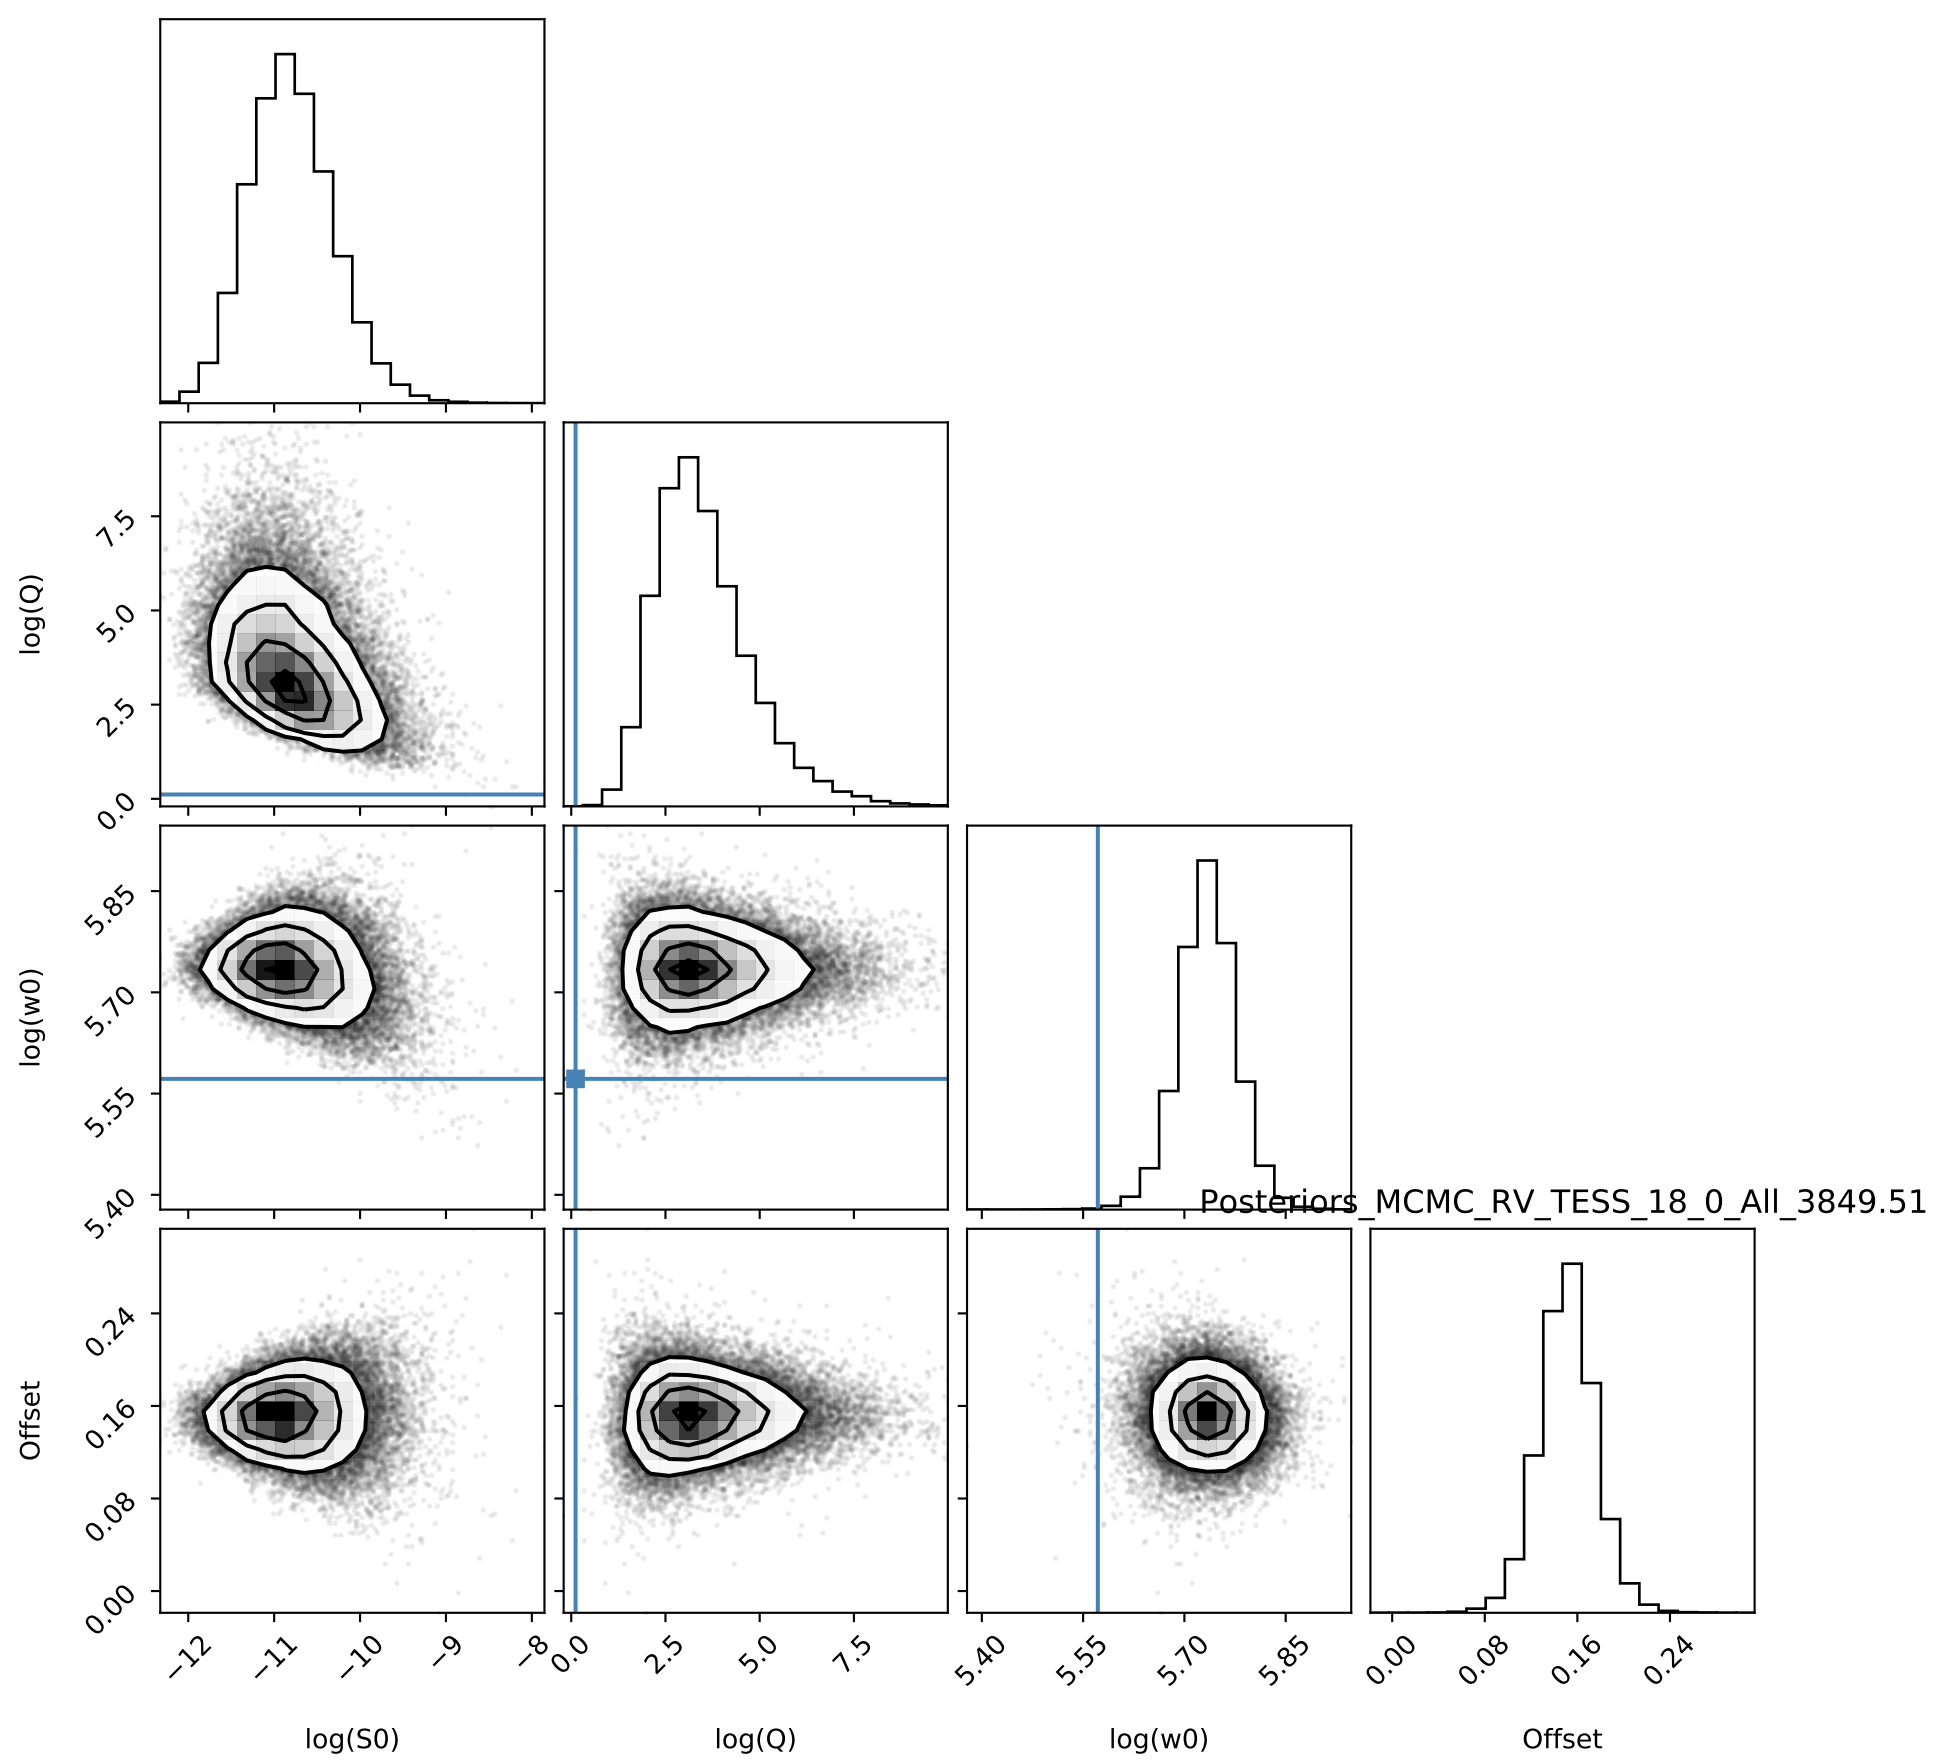 log(Q)
7.5
5.0
2.5
0.0
log(w0)
5.85
5.70
5.55
5.40
Posteriors_MCMC_RV_TESS_18_0_All_3849.51
Offset
0.24
0.16
0.08
0.00
−12 −11 −10 −9 −8
0.0 2.5 5.0 7.5
5.40 5.55 5.70 5.85
0.00 0.08 0.16 0.24
log(S0) log(Q) log(w0) Offset